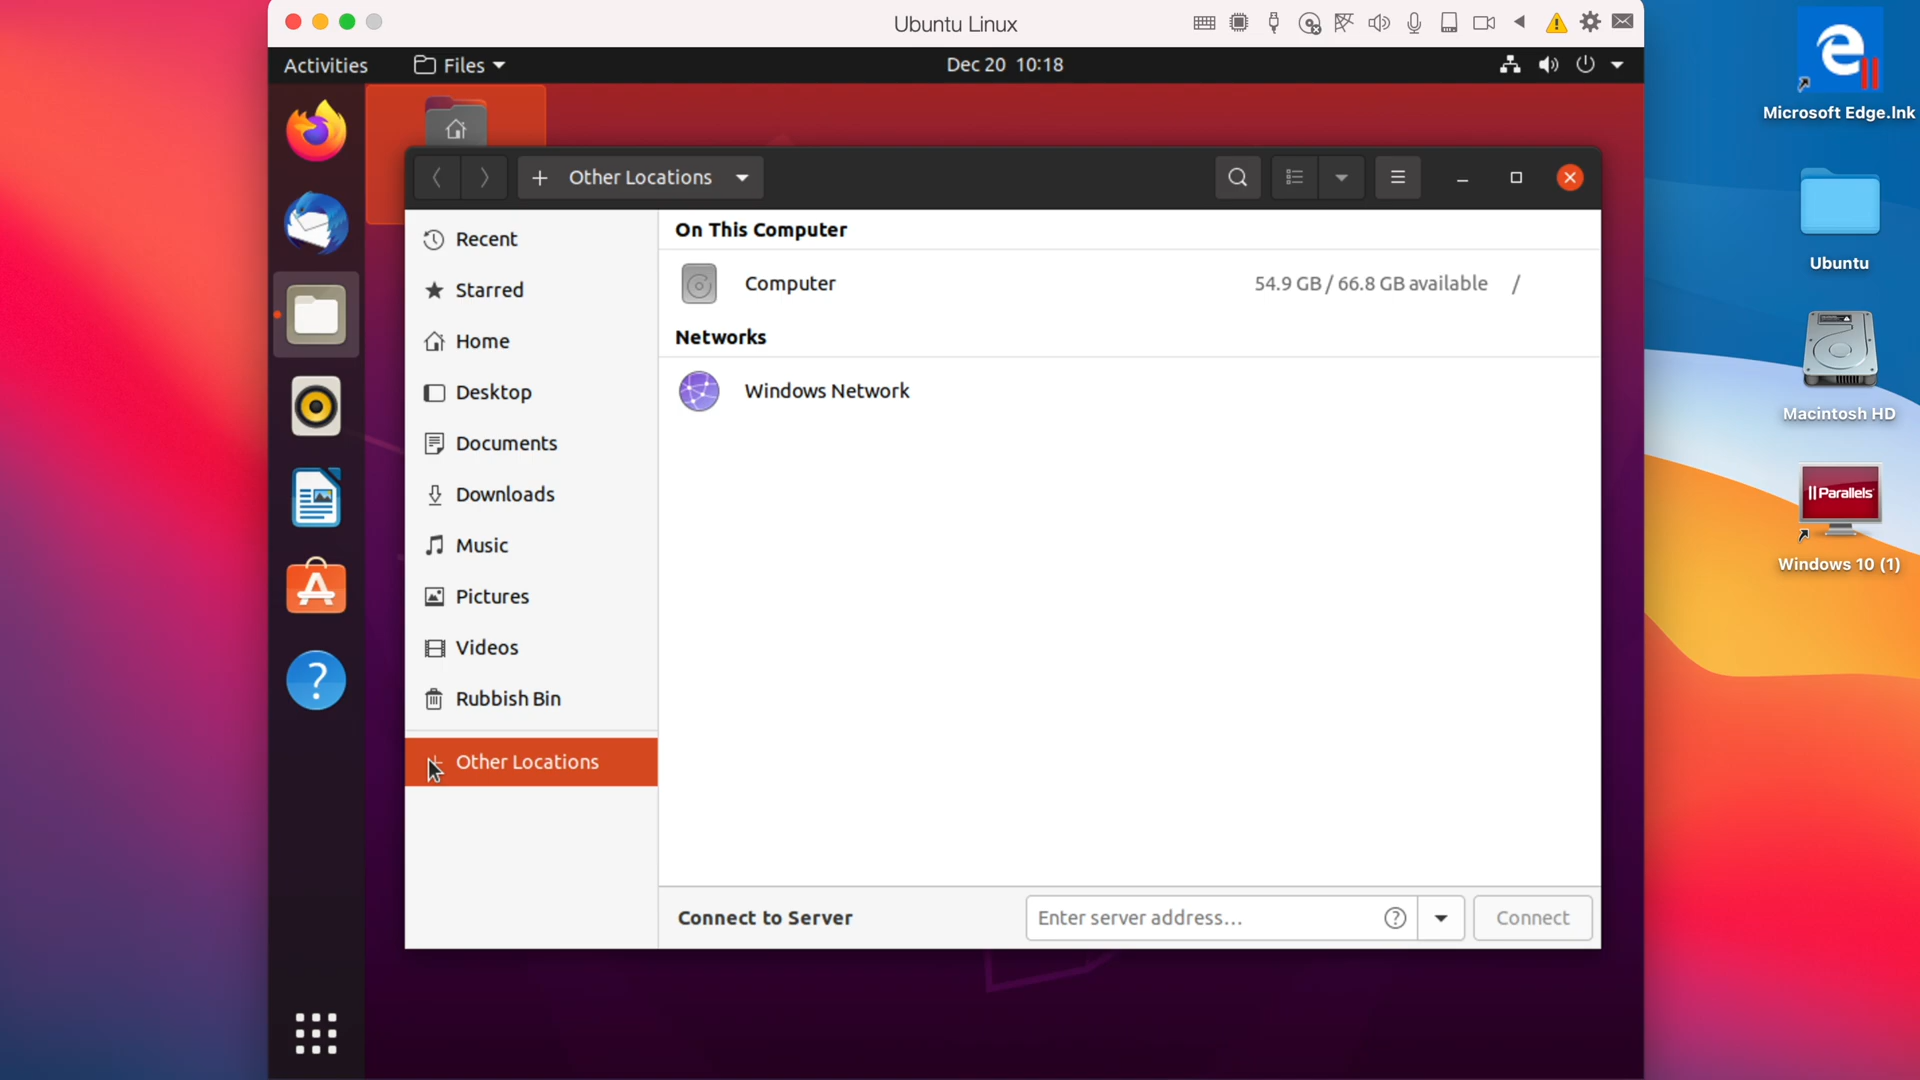 Ubuntu Linux
Activities
Files
Dec 20 10:18
Other Locations
Recent
Starred
Home
Desktop
Documents
Downloads
Music
Pictures
Videos
Rubbish Bin
Other Locations
On This Computer
Computer
54.9 GB / 66.8 GB available /
Networks
Windows Network
Connect to Server
Enter server address...
Connect
Microsoft Edge.lnk
Ubuntu
Macintosh HD
Parallels
Windows 10 (1)